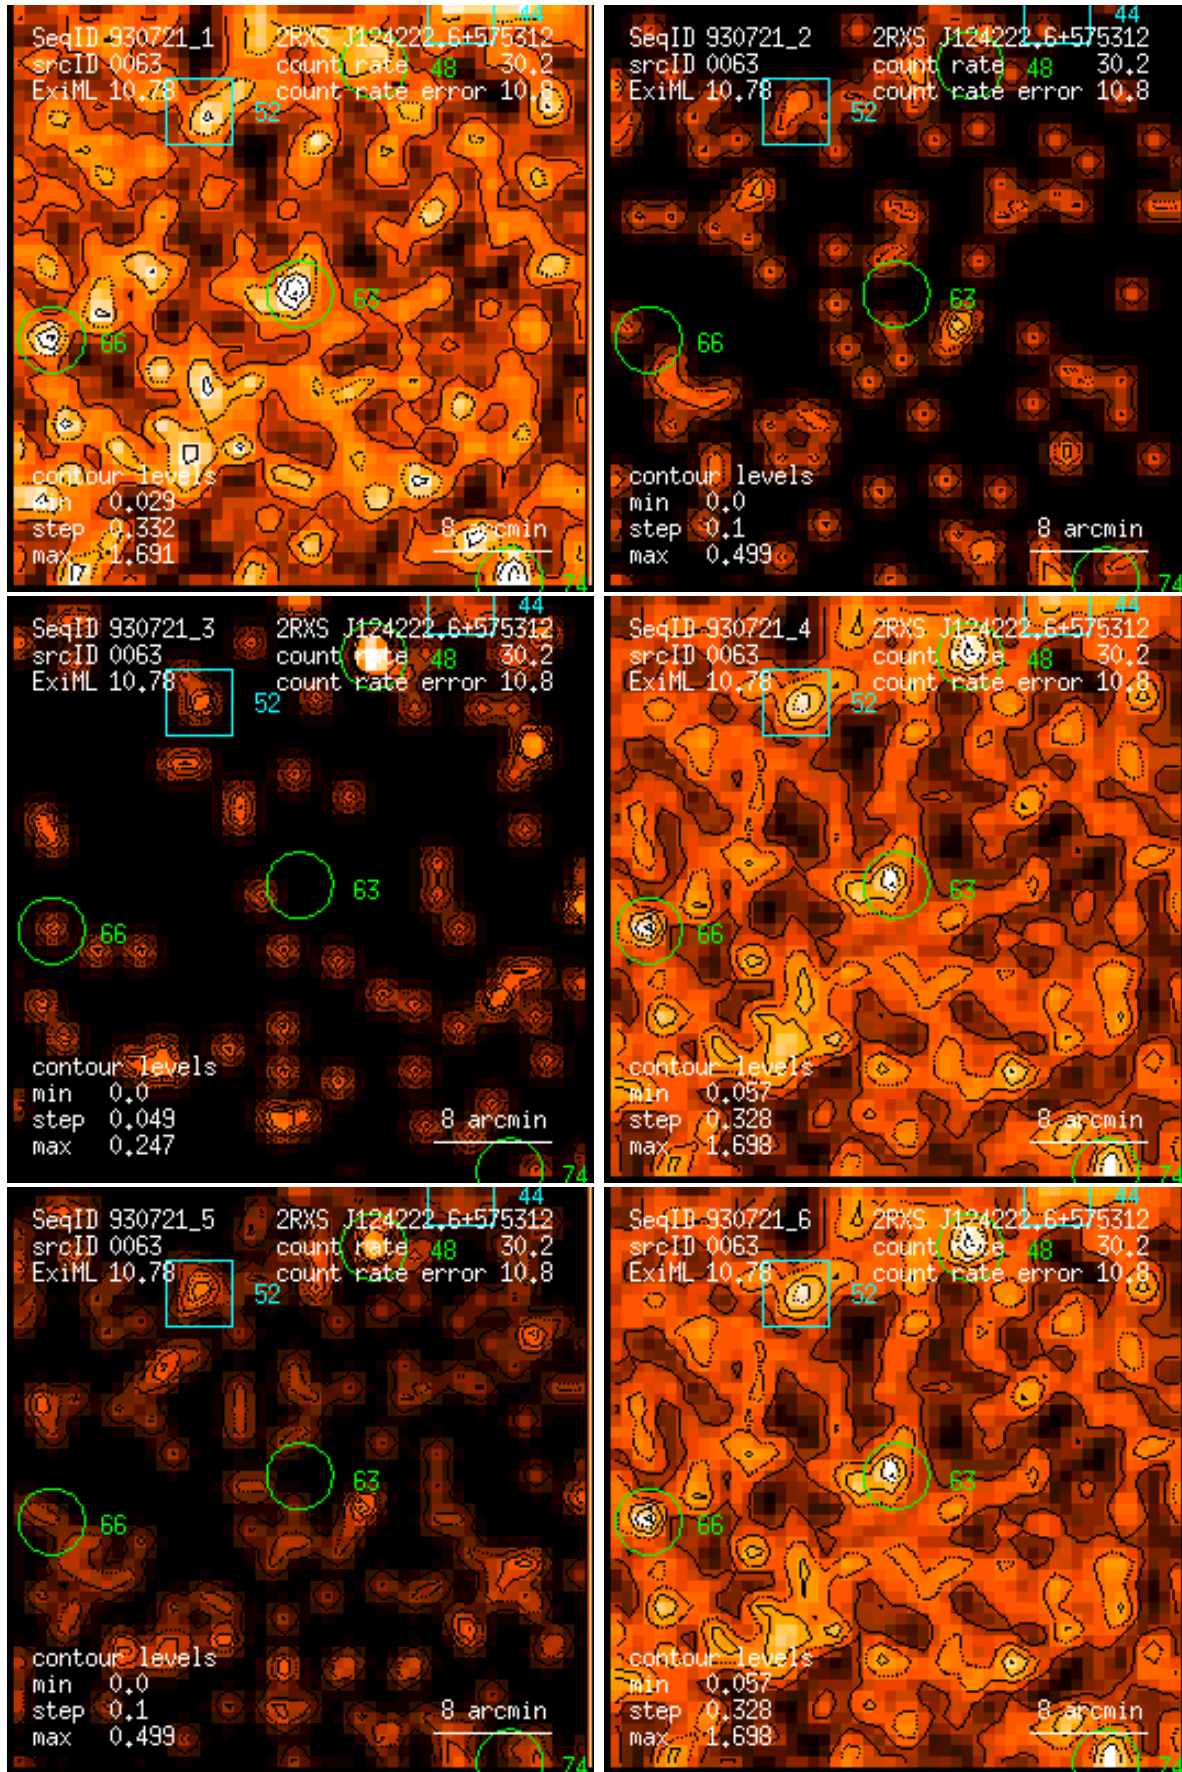 44
SeqID 930721_1 2RXS J124222.6+575312
srcID 0063 count rate 48 30.2
ExiML 10.78 count rate error 10.8
52
63
66
contour levels
min 0.029
step 0.332 8 arcmin
max 1.691
74
44
SeqID 930721_2 2RXS J124222.6+575312
srcID 0063 count rate 48 30.2
ExiML 10.78 count rate error 10.8
52
63
66
contour levels
min 0.0
step 0.1 8 arcmin
max 0.499
74
44
SeqID 930721_3 2RXS J124222.6+575312
srcID 0063 count rate 48 30.2
ExiML 10.78 count rate error 10.8
52
63
66
contour levels
min 0.0
step 0.049 8 arcmin
max 0.247
74
44
SeqID 930721_4 2RXS J124222.6+575312
srcID 0063 count rate 48 30.2
ExiML 10.78 count rate error 10.8
52
63
66
contour levels
min 0.057
step 0.328 8 arcmin
max 1.698
74
44
SeqID 930721_5 2RXS J124222.6+575312
srcID 0063 count rate 48 30.2
ExiML 10.78 count rate error 10.8
52
63
66
contour levels
min 0.0
step 0.1 8 arcmin
max 0.499
74
44
SeqID 930721_6 2RXS J124222.6+575312
srcID 0063 count rate 48 30.2
ExiML 10.78 count rate error 10.8
52
63
66
contour levels
min 0.057
step 0.328 8 arcmin
max 1.698
74